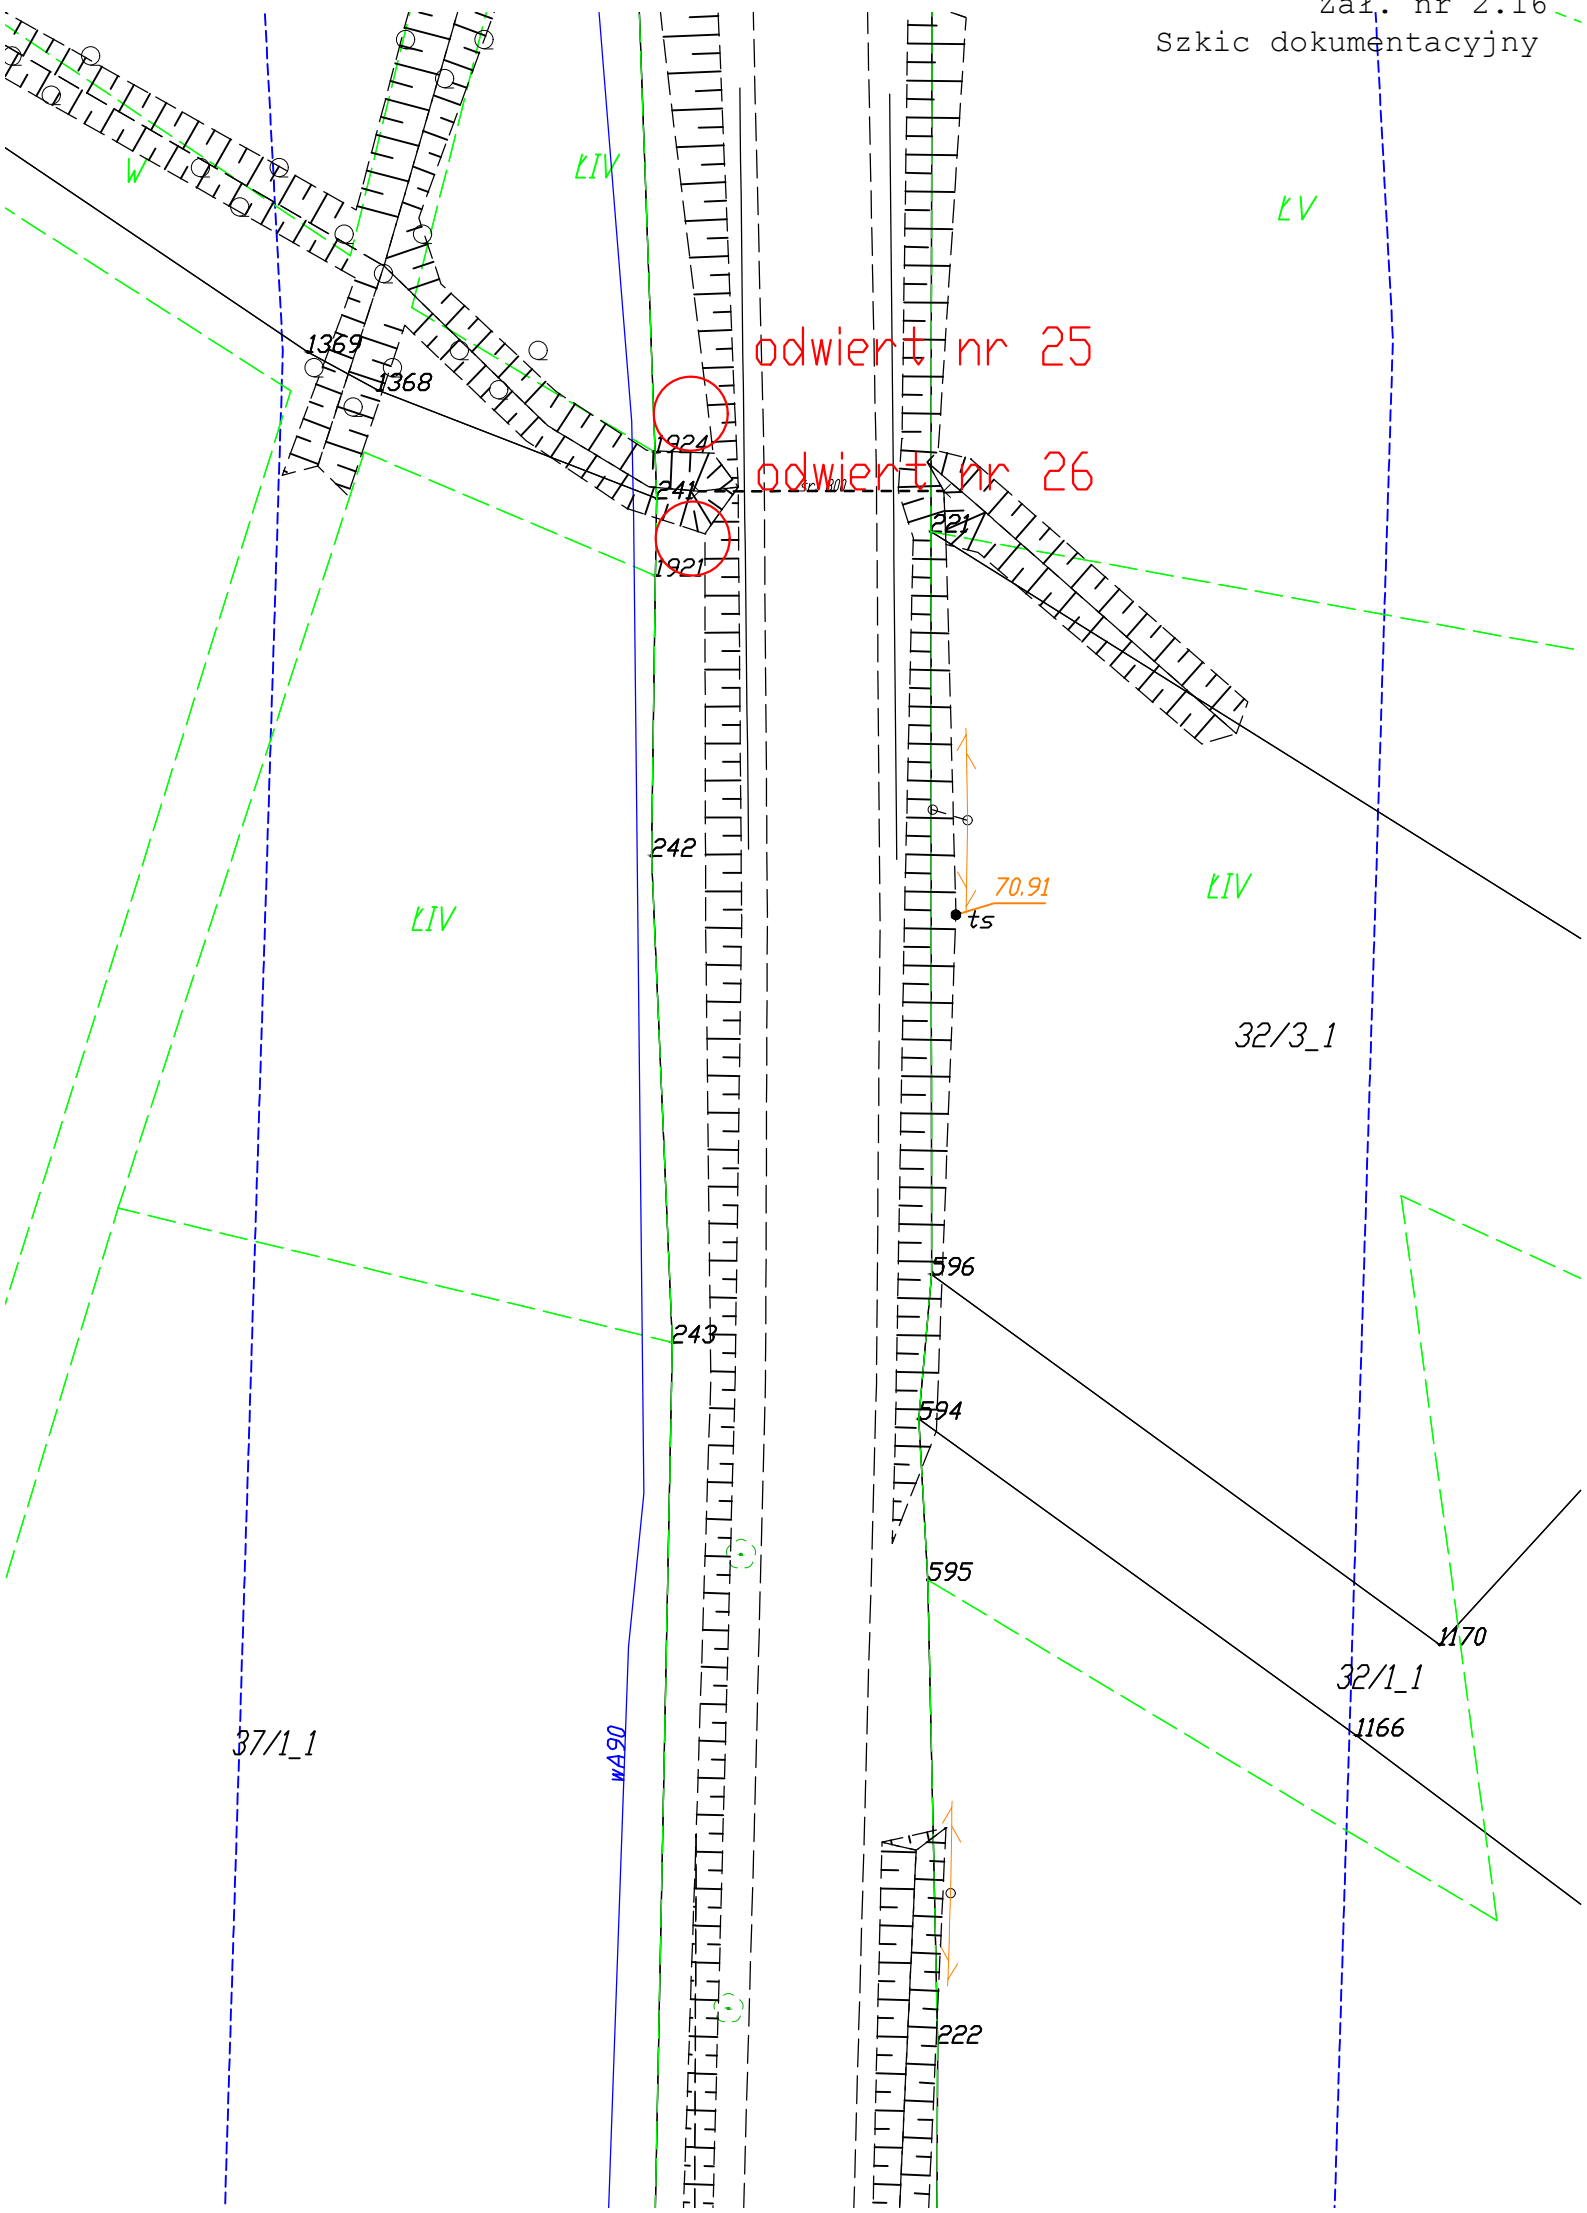 zał. nr 2.16
Szkic dokumentacyjny
W
ŁIV
ŁV
1369
odwiert nr 25
1368
1924
odwiert nr 26
241
221
1921
242
70.91
ŁIV
ŁIV
ts
32/3_1
596
243
594
595
1170
32/1_1
1166
37/1_1
wA90
222